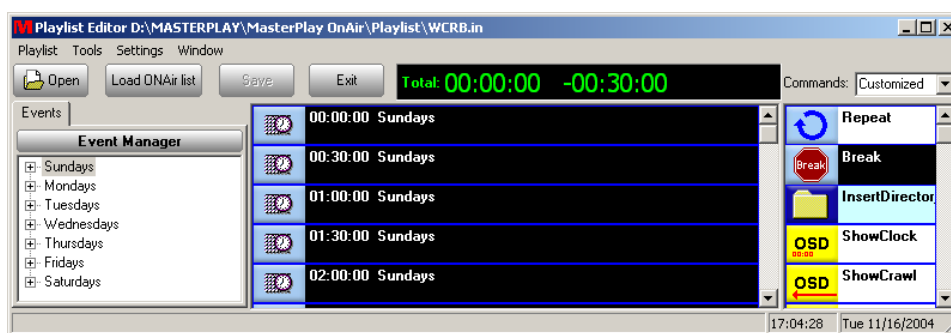 Playlist Editor D:\MASTERPLAY\MasterPlay OnAir\Playlist\WCRB.in
Playlist Tools Settings Window
Open Load ONAir list Save Exit Total: 00:00:00 -00:30:00 Commands: Customized
Events
Event Manager
Sundays
Mondays
Tuesdays
Wednesdays
Thursdays
Fridays
Saturdays
00:00:00 Sundays
00:30:00 Sundays
01:00:00 Sundays
01:30:00 Sundays
02:00:00 Sundays
Repeat
Break Break
InsertDirector
OSD 00:00 ShowClock
OSD ShowCrawl
17:04:28 Tue 11/16/2004